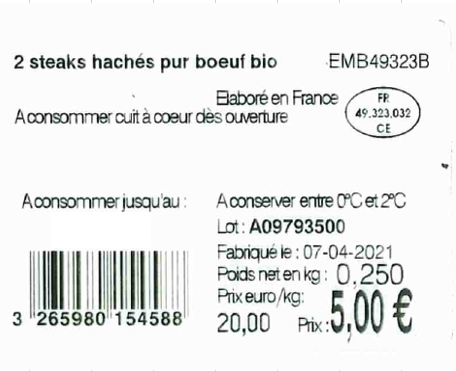 2 steaks hachés pur boeuf bio EMB49323B
Elaboré en France
A consommer cuit à coeur dès ouverture
FR
49.323.032
CE
A consommer jusqu'au :
A conserver entre 0°C et 2°C
Lot : A09793500
Fabriqué le : 07-04-2021
Poids net en kg : 0,250
Prix euro/kg:
20,00 Prix : 5,00 €
3 265980 154588